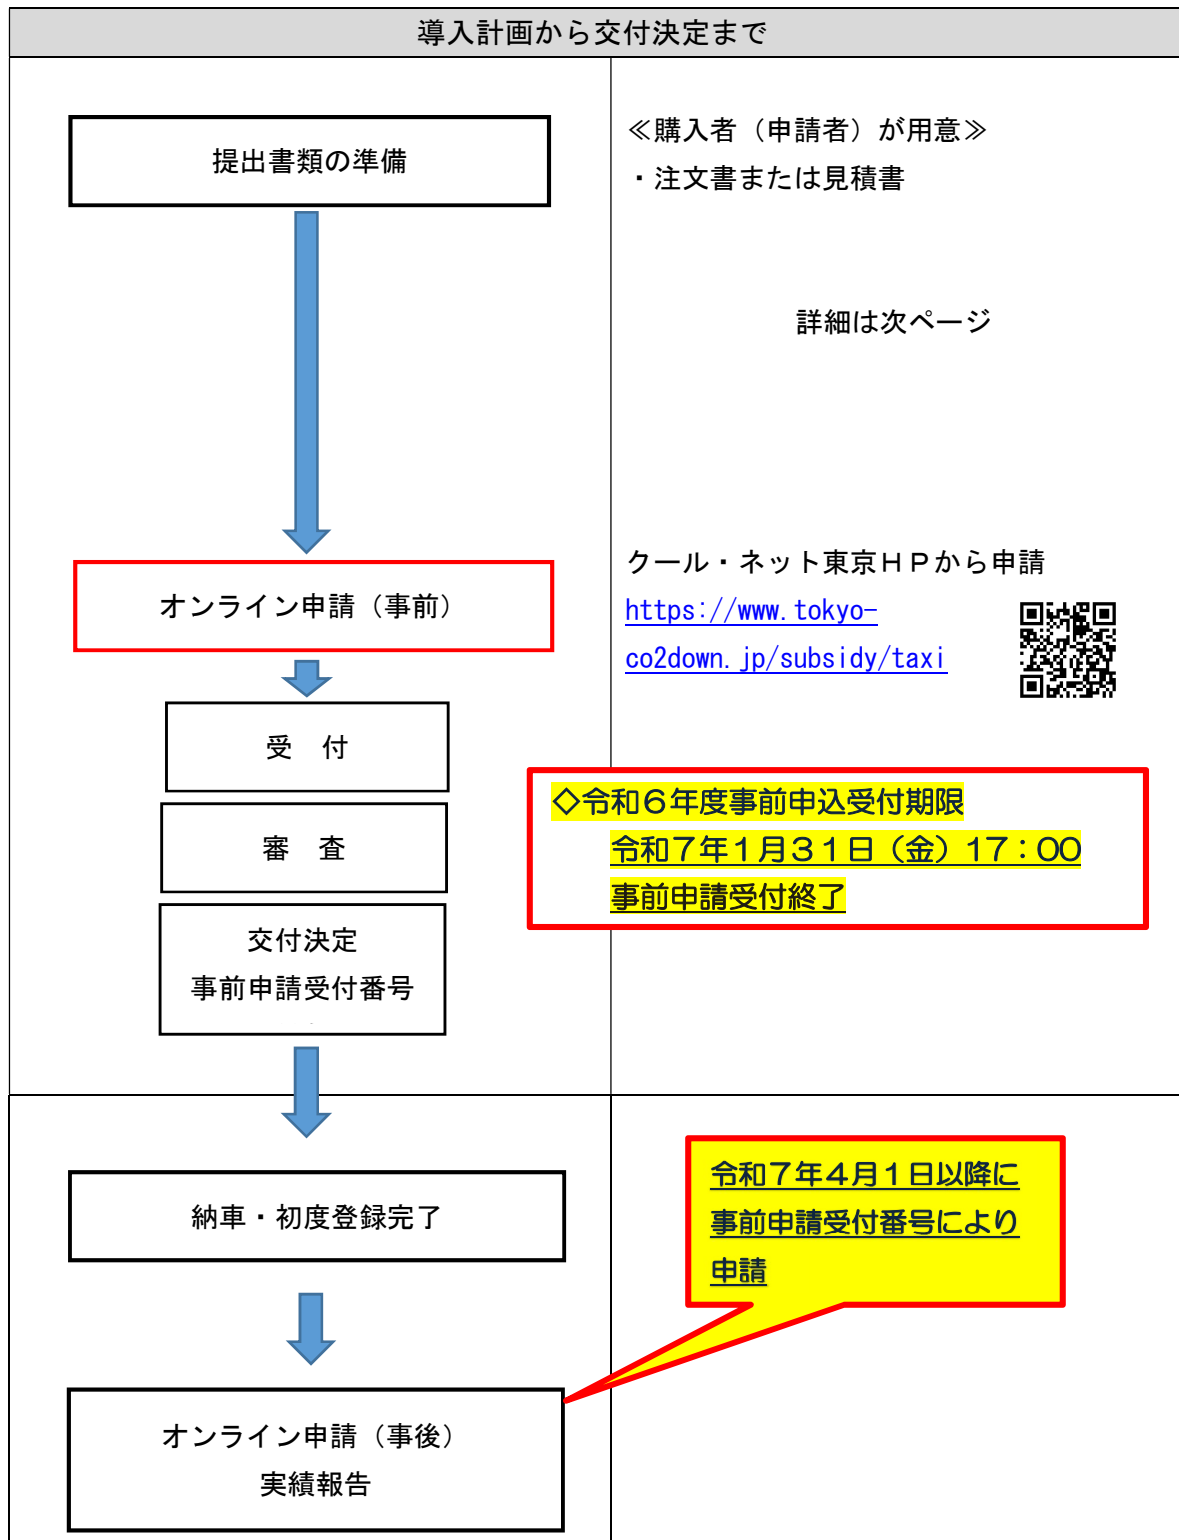 導入計画から交付決定まで
提出書類の準備
≪購入者（申請者）が用意≫
・注文書または見積書
詳細は次ページ
オンライン申請（事前）
クール・ネット東京ＨＰから申請
https://www.tokyo-
co2down.jp/subsidy/taxi
受　付
審　査
交付決定
事前申請受付番号
◇令和６年度事前申込受付期限
令和７年１月３１日（金）１７：００
事前申請受付終了
納車・初度登録完了
令和７年４月１日以降に
事前申請受付番号により
申請
オンライン申請（事後）
実績報告